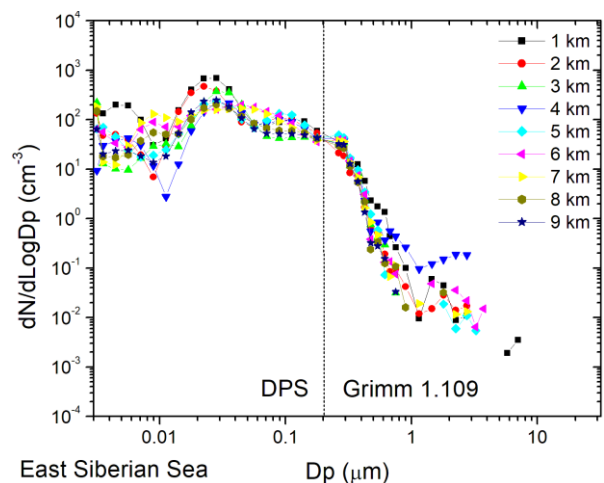 dN/dLogDp (cm⁻³)
10⁴
10³
10²
10¹
10⁰
10⁻¹
10⁻²
10⁻³
10⁻⁴
1 km
2 km
3 km
4 km
5 km
6 km
7 km
8 km
9 km
DPS
Grimm 1.109
0.01
0.1
1
10
East Siberian Sea
Dp (μm)